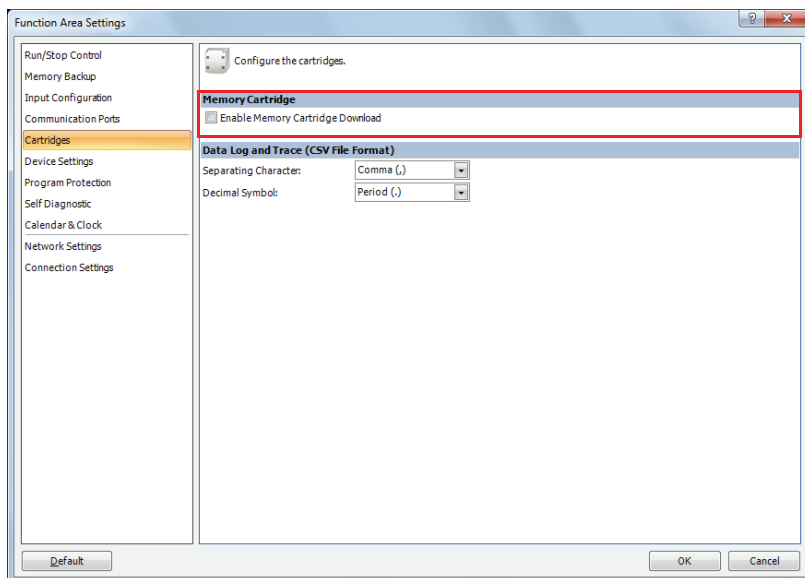 Function Area Settings
Run/Stop Control
Memory Backup
Input Configuration
Communication Ports
Cartridges
Device Settings
Program Protection
Self Diagnostic
Calendar & Clock
Network Settings
Connection Settings
Configure the cartridges.
Memory Cartridge
Enable Memory Cartridge Download
Data Log and Trace (CSV File Format)
Separating Character: Comma (,)
Decimal Symbol: Period (.)
Default OK Cancel